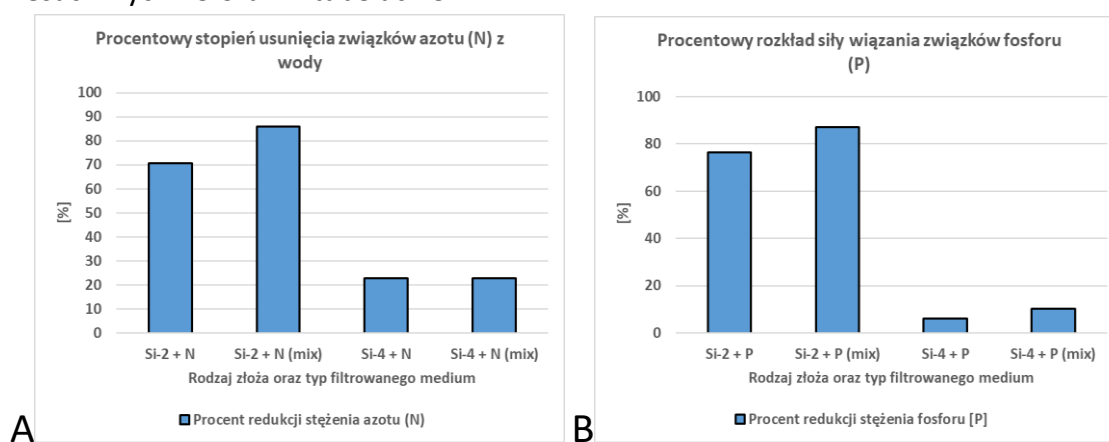 Procentowy stopień usunięcia związków azotu (N) z
wody
100
90
80
70
60
50
40
30
20
10
0
[%]
Si-2 + N
Si-2 + N (mix)
Si-4 + N
Si-4 + N (mix)
Rodzaj złoża oraz typ filtrowanego medium
Procent redukcji stężenia azotu (N)
A
Procentowy rozkład siły wiązania związków fosforu
(P)
100
80
60
40
20
0
[%]
Si-2 + P
Si-2 + P (mix)
Si-4 + P
Si-4 + P (mix)
Rodzaj złoża oraz typ filtrowanego medium
Procent redukcji stężenia fosforu [P]
B